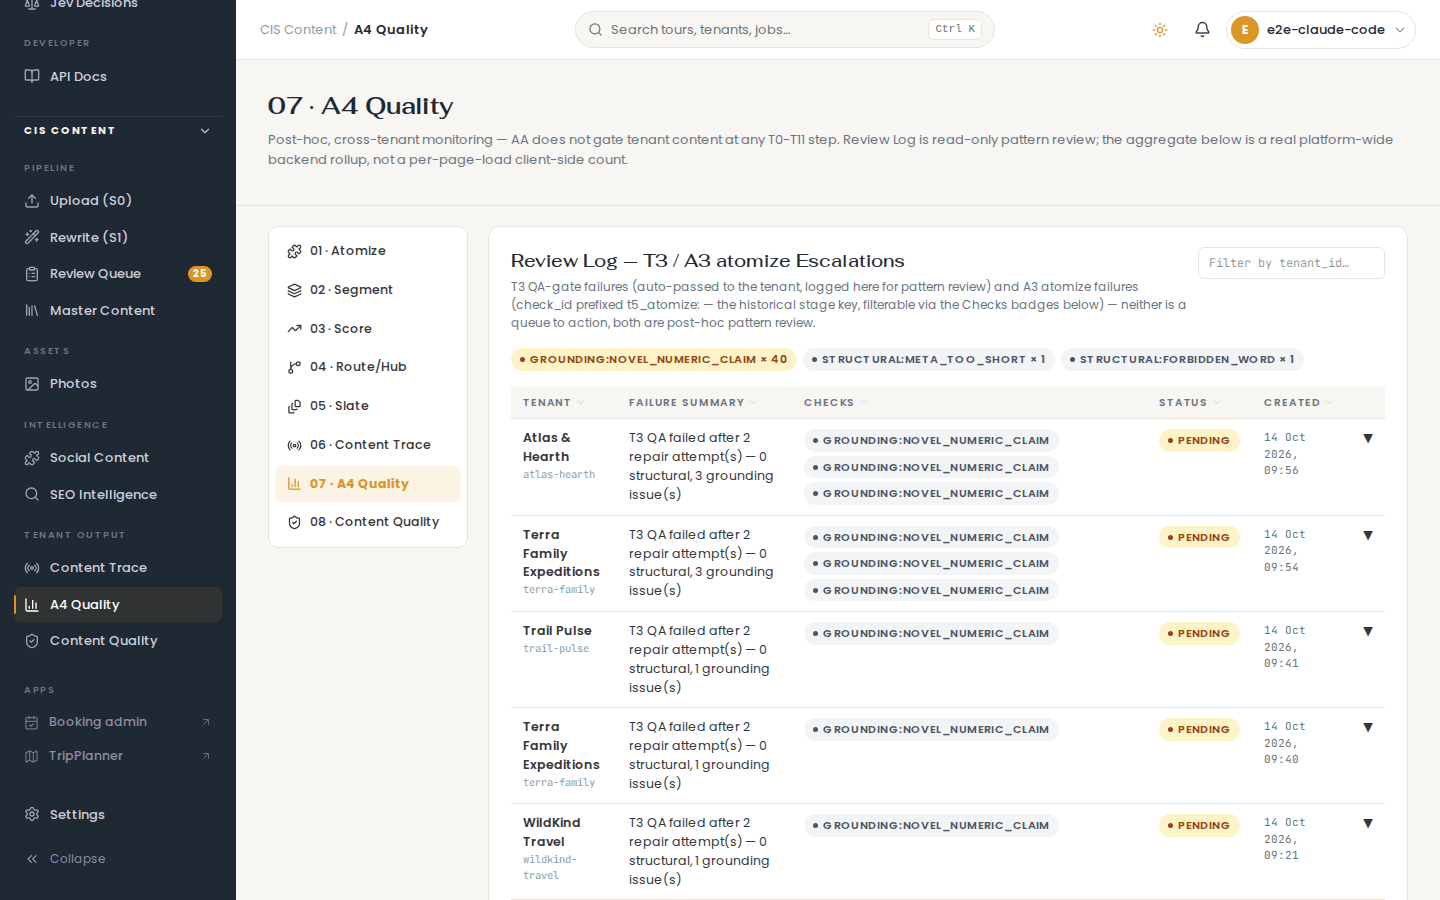 Jev Decisions
DEVELOPER
API Docs
CIS CONTENT
PIPELINE
Upload (S0)
Rewrite (S1)
Review Queue
25
Master Content
ASSETS
Photos
INTELLIGENCE
Social Content
SEO Intelligence
TENANT OUTPUT
Content Trace
A4 Quality
Content Quality
APPS
Booking admin
TripPlanner
Settings
Collapse
CIS Content / A4 Quality
Search tours, tenants, jobs...
Ctrl K
E
e2e-claude-code
07 · A4 Quality
Post-hoc, cross-tenant monitoring — AA does not gate tenant content at any T0-T11 step. Review Log is read-only pattern review; the aggregate below is a real platform-wide
backend rollup, not a per-page-load client-side count.
01 · Atomize
02 · Segment
03 · Score
04 · Route/Hub
05 · Slate
06 · Content Trace
07 · A4 Quality
08 · Content Quality
Review Log — T3 / A3 atomize Escalations
Filter by tenant_id…
T3 QA-gate failures (auto-passed to the tenant, logged here for pattern review) and A3 atomize failures
(check_id prefixed t5_atomize: — the historical stage key, filterable via the Checks badges below) — neither is a
queue to action, both are post-hoc pattern review.
GROUNDING:NOVEL_NUMERIC_CLAIM × 40
STRUCTURAL:META_TOO_SHORT × 1
STRUCTURAL:FORBIDDEN_WORD × 1
TENANT
FAILURE SUMMARY
CHECKS
STATUS
CREATED
Atlas &
Hearth
atlas-hearth
T3 QA failed after 2
repair attempt(s) — 0
structural, 3 grounding
issue(s)
GROUNDING:NOVEL_NUMERIC_CLAIM
GROUNDING:NOVEL_NUMERIC_CLAIM
GROUNDING:NOVEL_NUMERIC_CLAIM
PENDING
14 Oct
2026,
09:56
Terra
Family
Expeditions
terra-family
T3 QA failed after 2
repair attempt(s) — 0
structural, 3 grounding
issue(s)
GROUNDING:NOVEL_NUMERIC_CLAIM
GROUNDING:NOVEL_NUMERIC_CLAIM
GROUNDING:NOVEL_NUMERIC_CLAIM
PENDING
14 Oct
2026,
09:54
Trail Pulse
trail-pulse
T3 QA failed after 2
repair attempt(s) — 0
structural, 1 grounding
issue(s)
GROUNDING:NOVEL_NUMERIC_CLAIM
PENDING
14 Oct
2026,
09:41
Terra
Family
Expeditions
terra-family
T3 QA failed after 2
repair attempt(s) — 0
structural, 1 grounding
issue(s)
GROUNDING:NOVEL_NUMERIC_CLAIM
PENDING
14 Oct
2026,
09:40
WildKind
Travel
wildkind-
travel
T3 QA failed after 2
repair attempt(s) — 0
structural, 1 grounding
issue(s)
GROUNDING:NOVEL_NUMERIC_CLAIM
PENDING
14 Oct
2026,
09:21